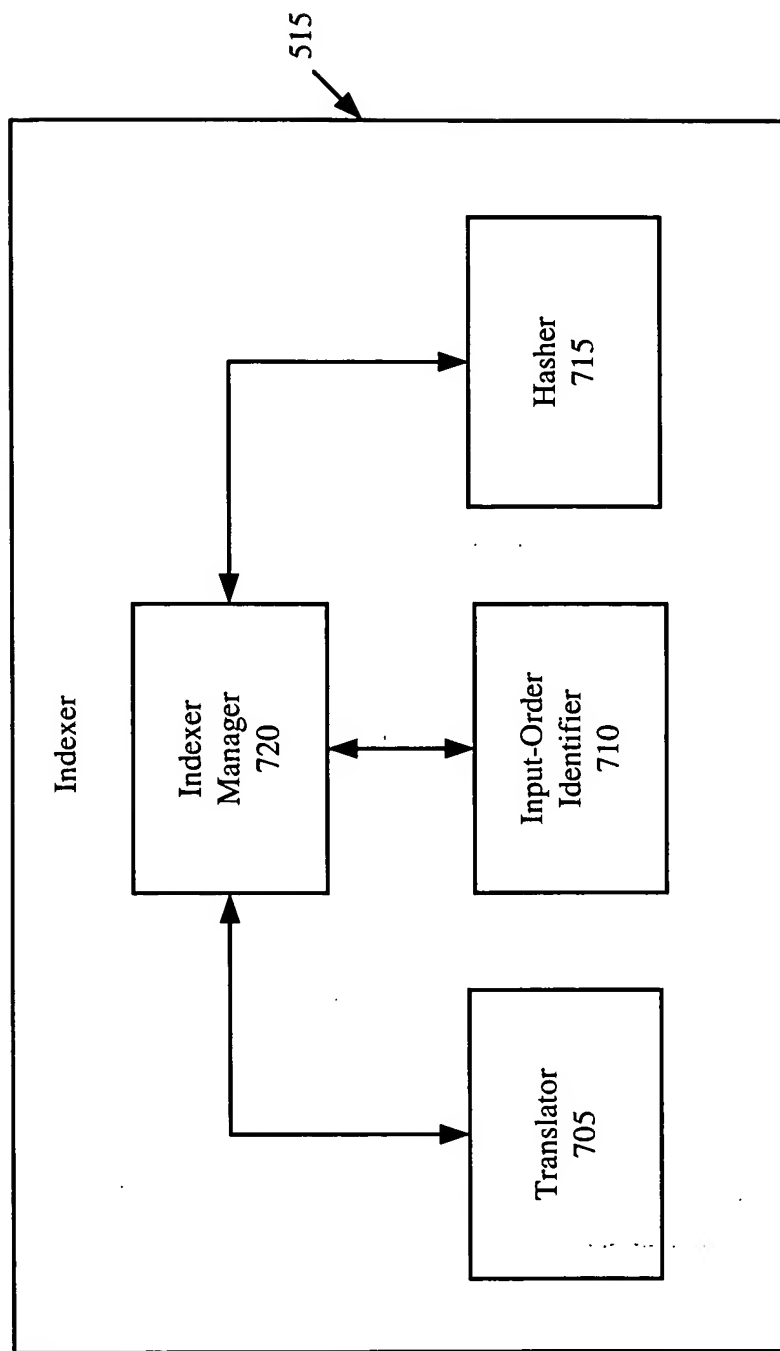 515
Indexer
Indexer
Manager
720
Translator
705
Input-Order
Identifier
710
Hasher
715